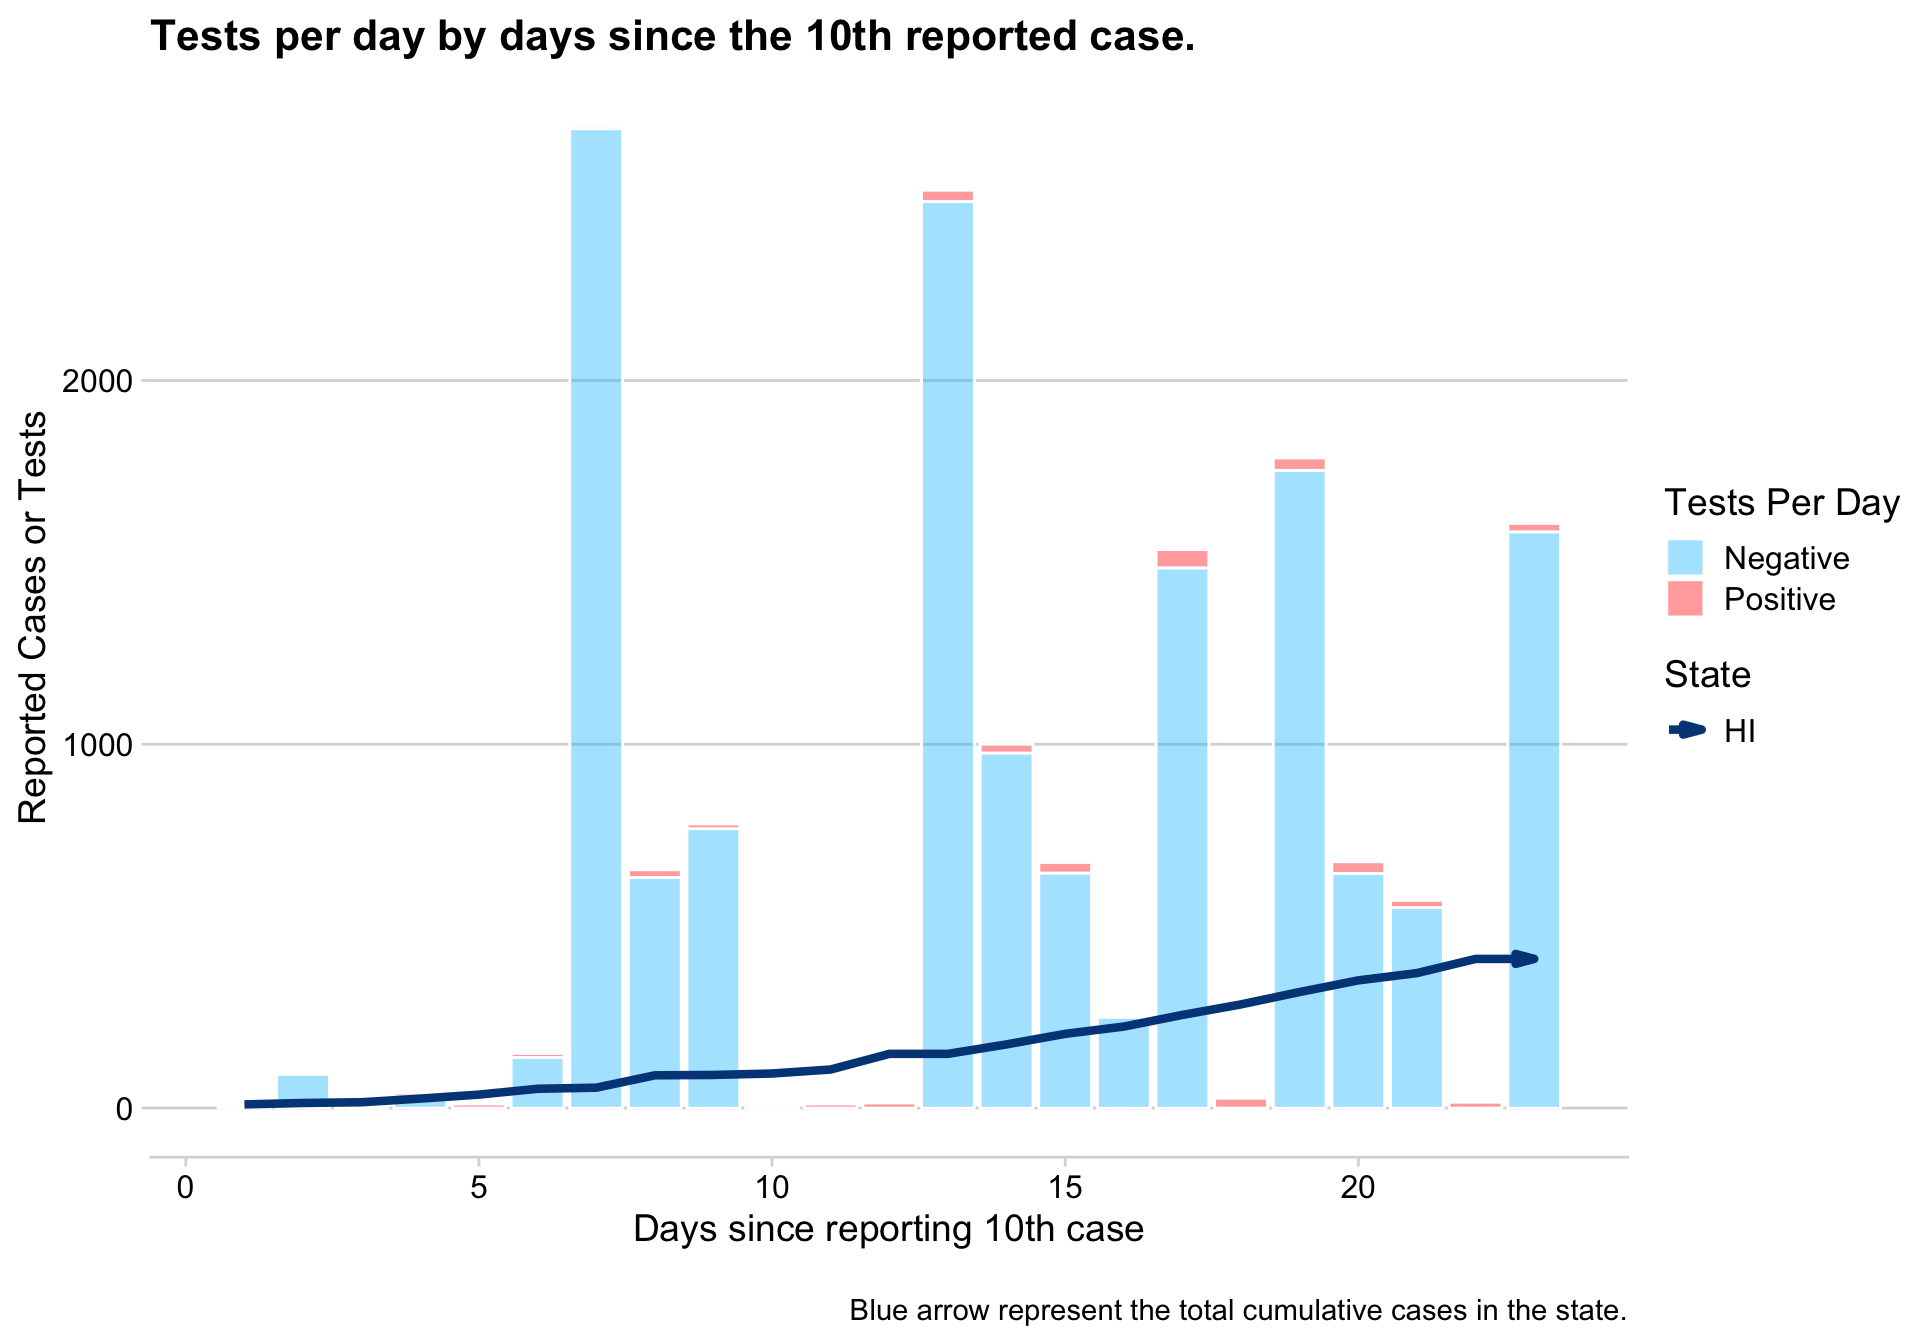 Tests per day by days since the 10th reported case.
Reported Cases or Tests
2000
1000
0
0 5 10 15 20
Days since reporting 10th case
Tests Per Day
Negative
Positive
State
HI
Blue arrow represent the total cumulative cases in the state.